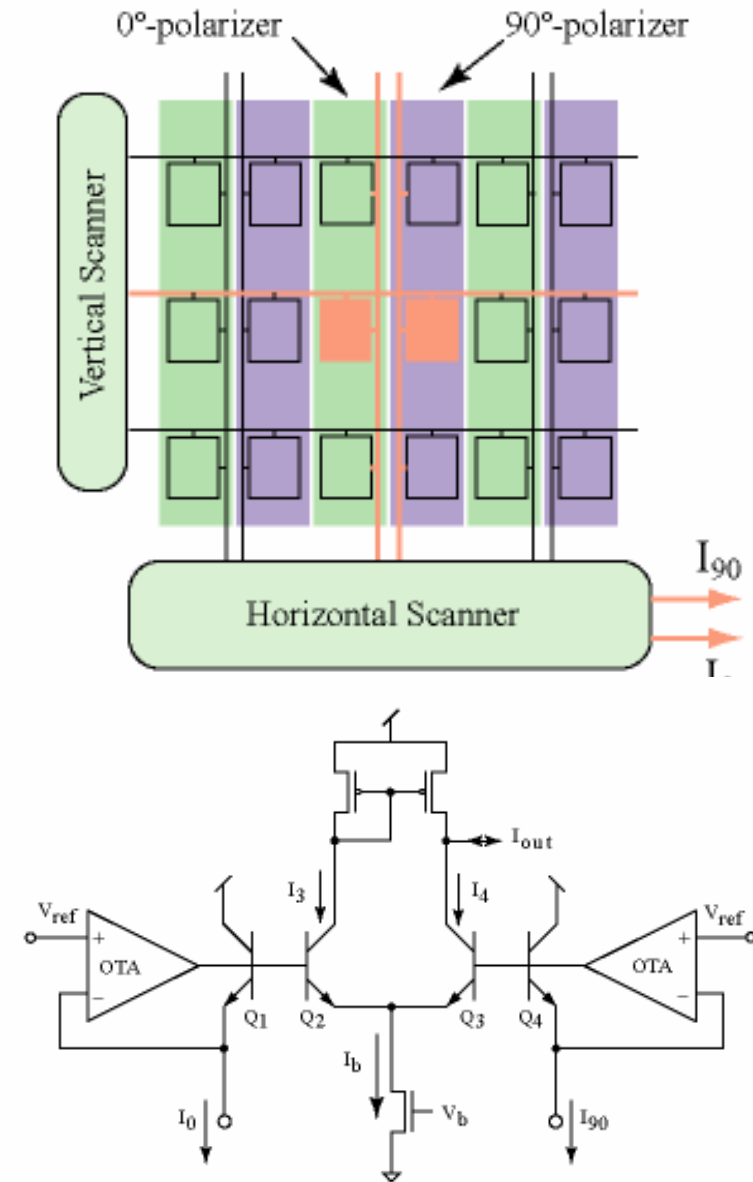 0°-polarizer 90°-polarizer
Vertical Scanner
I90
Horizontal Scanner
Iout
I3 I4
Vref Vref
+ +
OTA OTA
− −
Q1 Q2 Q3 Q4
Ib
I0 Vb I90